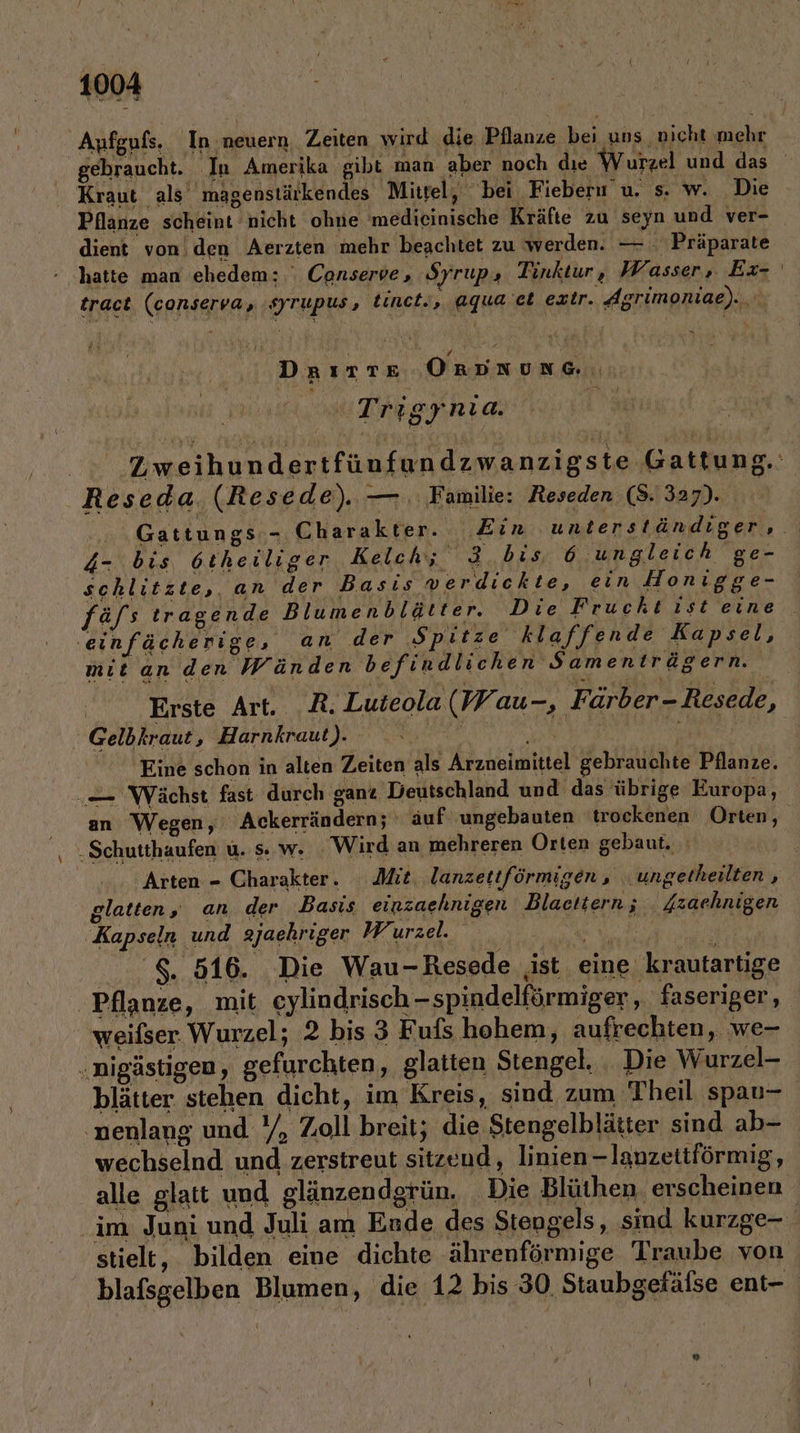 1004
Aufgufs. In neuern Zeiten wird die Pflanze bei uns nicht mehr
gebraucht. In Amerika gibt man aber noch die Wurzel und das
Kraut als magenstärkendes Mittel, bei Fiebern u. s. w. Die
Pflanze scheint nicht ohne medicinische Kräfte zu seyn und ver-
dient von den Aerzten mehr beachtet zu werden. — Präparate
hatte man ehedem: Conserve, Syrup, Tinktur, Wasser, Ex-
tract (conserva, syrupus, tinct., aqua et extr. Agrimoniae).
DRITTE ORDNUNG.
Trigynia.
Zweihundertfünfundzwanzigste Gattung.
Reseda (Resede). — Familie: Reseden (S. 327).
Gattungs-Charakter. Ein unterständiger,
4- bis 6theiliger Kelch; 3 bis 6 ungleich ge-
schlitzte, an der Basis verdickte, ein Honigge-
fäfs tragende Blumenblätter. Die Frucht ist eine
einfächerige, an der Spitze klaffende Kapsel,
mit an den Wänden befindlichen Samenträgern.
Erste Art. R. Luteola (Wau-, Färber-Resede,
Gelbkraut, Harnkraut).
Eine schon in alten Zeiten als Arzneimittel gebrauchte Pflanze.
— Wächst fast durch ganz Deutschland und das übrige Europa,
an Wegen, Ackerrändern; auf ungebauten trockenen Orten,
Schutthaufen u. s. w. Wird an mehreren Orten gebaut.
Arten-Charakter. Mit lanzettförmigen, ungetheilten,
glatten, an der Basis einzaehnigen Blaettern; 4zaehnigen
Kapseln und 2jaehriger Wurzel.
§. 516. Die Wau-Resede ist eine krautartige
Pflanze, mit cylindrisch-spindelförmiger, faseriger,
weifser Wurzel; 2 bis 3 Fufs hohem, aufrechten, we-
nigästigen, gefurchten, glatten Stengel. Die Wurzel-
blätter stehen dicht, im Kreis, sind zum Theil span-
nenlang und ½ Zoll breit; die Stengelblätter sind ab-
wechselnd und zerstreut sitzend, linien-lanzettförmig,
alle glatt und glänzendgrün. Die Blüthen erscheinen
im Juni und Juli am Ende des Stengels, sind kurzge-
stielt, bilden eine dichte ährenförmige Traube von
blafsgelben Blumen, die 12 bis 30 Staubgefäfse ent-